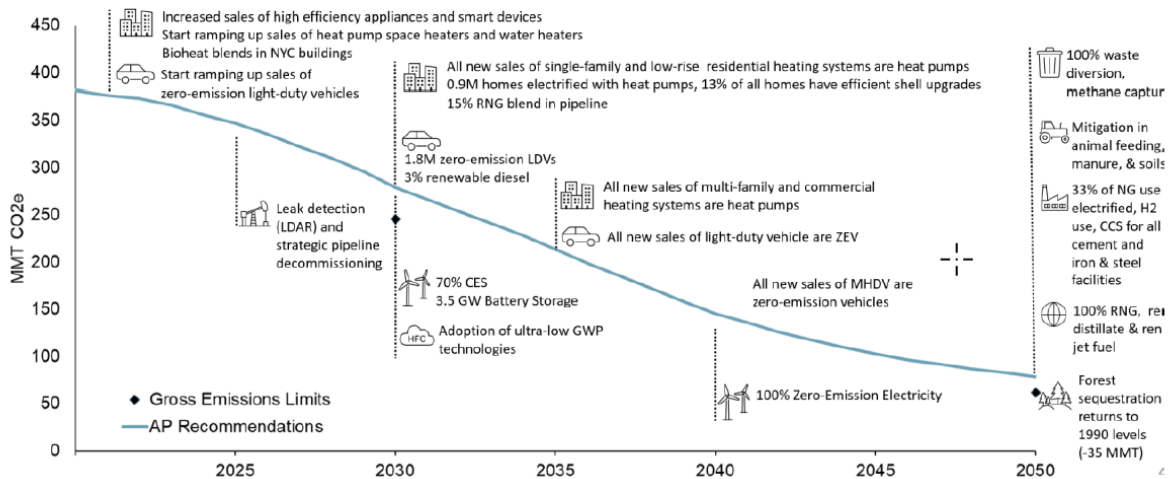 450
400
350
300
250
200
150
100
50
0
MMT CO2e
Increased sales of high efficiency appliances and smart devices
Start ramping up sales of heat pump space heaters and water heaters
Bioheat blends in NYC buildings
Start ramping up sales of
zero-emission light-duty vehicles
Leak detection
(LDAR) and
strategic pipeline
decommissioning
All new sales of single-family and low-rise residential heating systems are heat pumps
0.9M homes electrified with heat pumps, 13% of all homes have efficient shell upgrades
15% RNG blend in pipeline
1.8M zero-emission LDVs
3% renewable diesel
70% CES
3.5 GW Battery Storage
HFC
Adoption of ultra-low GWP
technologies
All new sales of multi-family and commercial
heating systems are heat pumps
All new sales of light-duty vehicle are ZEV
All new sales of MHDV are
zero-emission vehicles
100% Zero-Emission Electricity
100% waste
diversion,
methane captur
Mitigation in
animal feeding,
manure, & soils
33% of NG use
electrified, H2
use, CCS for all
cement and
iron & steel
facilities
100% RNG,
distillate & ren
jet fuel
Forest
sequestration
returns to
1990 levels
(-35 MMT)
Gross Emissions Limits
AP Recommendations
2025
2030
2035
2040
2045
2050